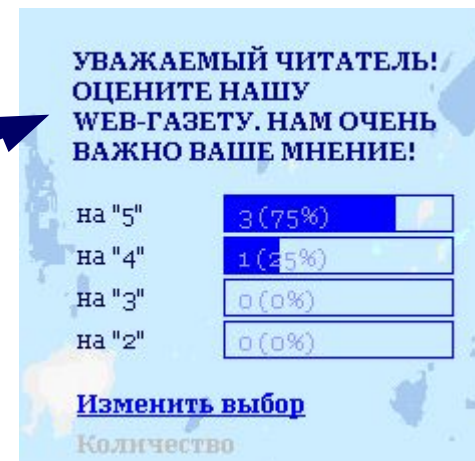 УВАЖАЕМЫЙ ЧИТАТЕЛЬ!
ОЦЕНИТЕ НАШУ
WEB-ГАЗЕТУ. НАМ ОЧЕНЬ
ВАЖНО ВАШЕ МНЕНИЕ!
на "5" 3 (75%)
на "4" 1 (25%)
на "3" 0 (0%)
на "2" 0 (0%)
Изменить выбор
Количество